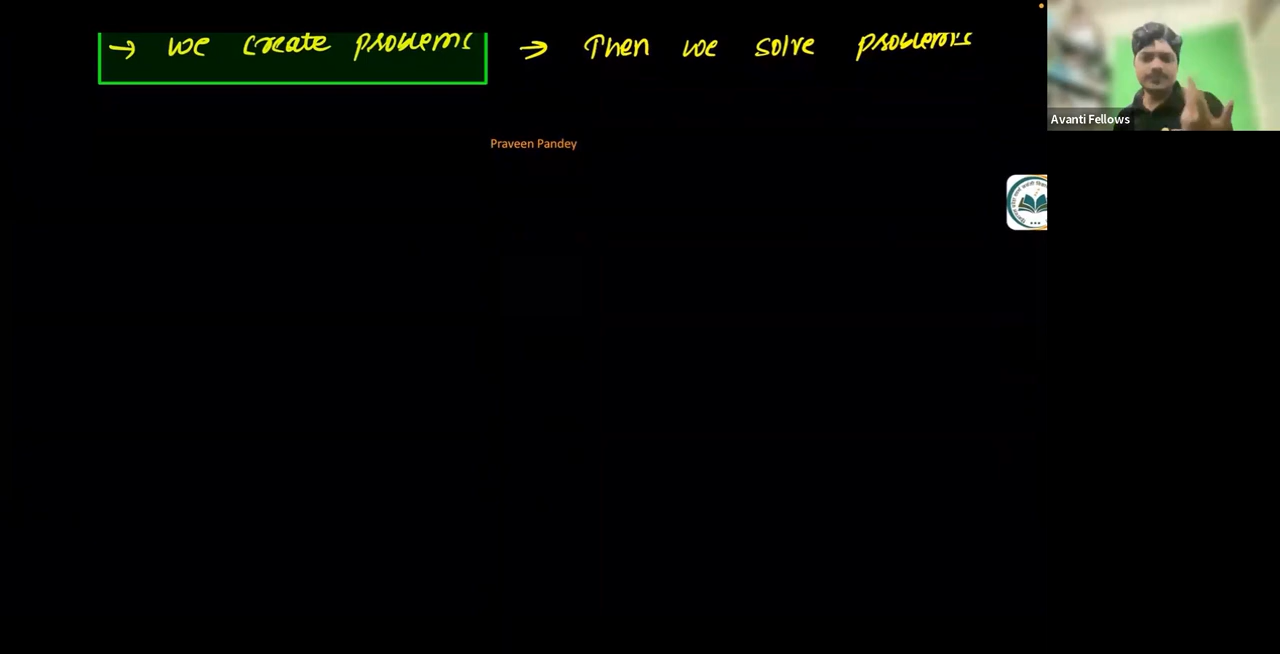 → we create problems → Then we solve problems
Avanti Fellows
Praveen Pandey